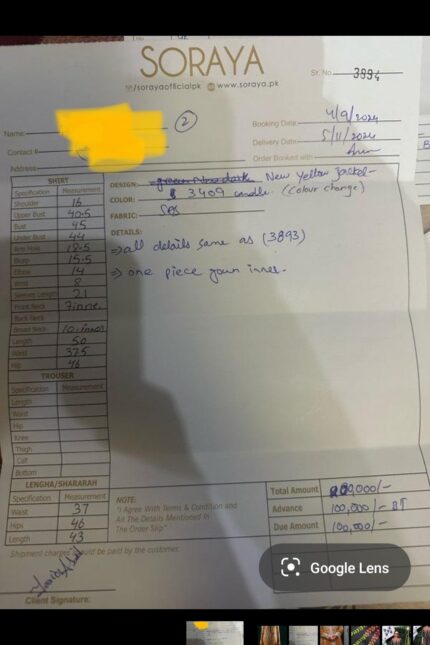 SORAYA
/sorayaofficialpk www.soraya.pk
Sr. No. 3994
2
Name:
Booking Date: 4/9/2024
Contact #
Delivery Date: 5/11/2024
Address
Order Booked with
SHIRT
Specification Measurement
Shoulder 16
Upper Bust 40.5
Bust 45
Under Bust 44
Arm Hole 18.5
Bicep 15.5
Elbow 14
Wrist 8
Sleeves Length 21
Front Neck 7 inner
Back Neck
Broad Neck 10 inner
Length 50
Waist 37.5
Hip 46
DESIGN: New Yellow Jacket-
COLOR: 3409 candle. (Colour change)
FABRIC:
DETAILS:
⇒ all details same as (3893)
⇒ one piece gown inner.
TROUSER
Specification Measurement
Length
Waist
Hip
Knee
Thigh
Calf
Bottom
LENGHA/SHARARAH
Specification Measurement
Waist 37
Hips 46
Length 43
NOTE:
"I Agree With Terms & Condition and
All The Details Mentioned In
The Order Slip"
Total Amount 200,000/-
Advance 100,000/- BT
Due Amount 100,000/-
Shipment charges should be paid by the customer.
Client Signature:
Google Lens